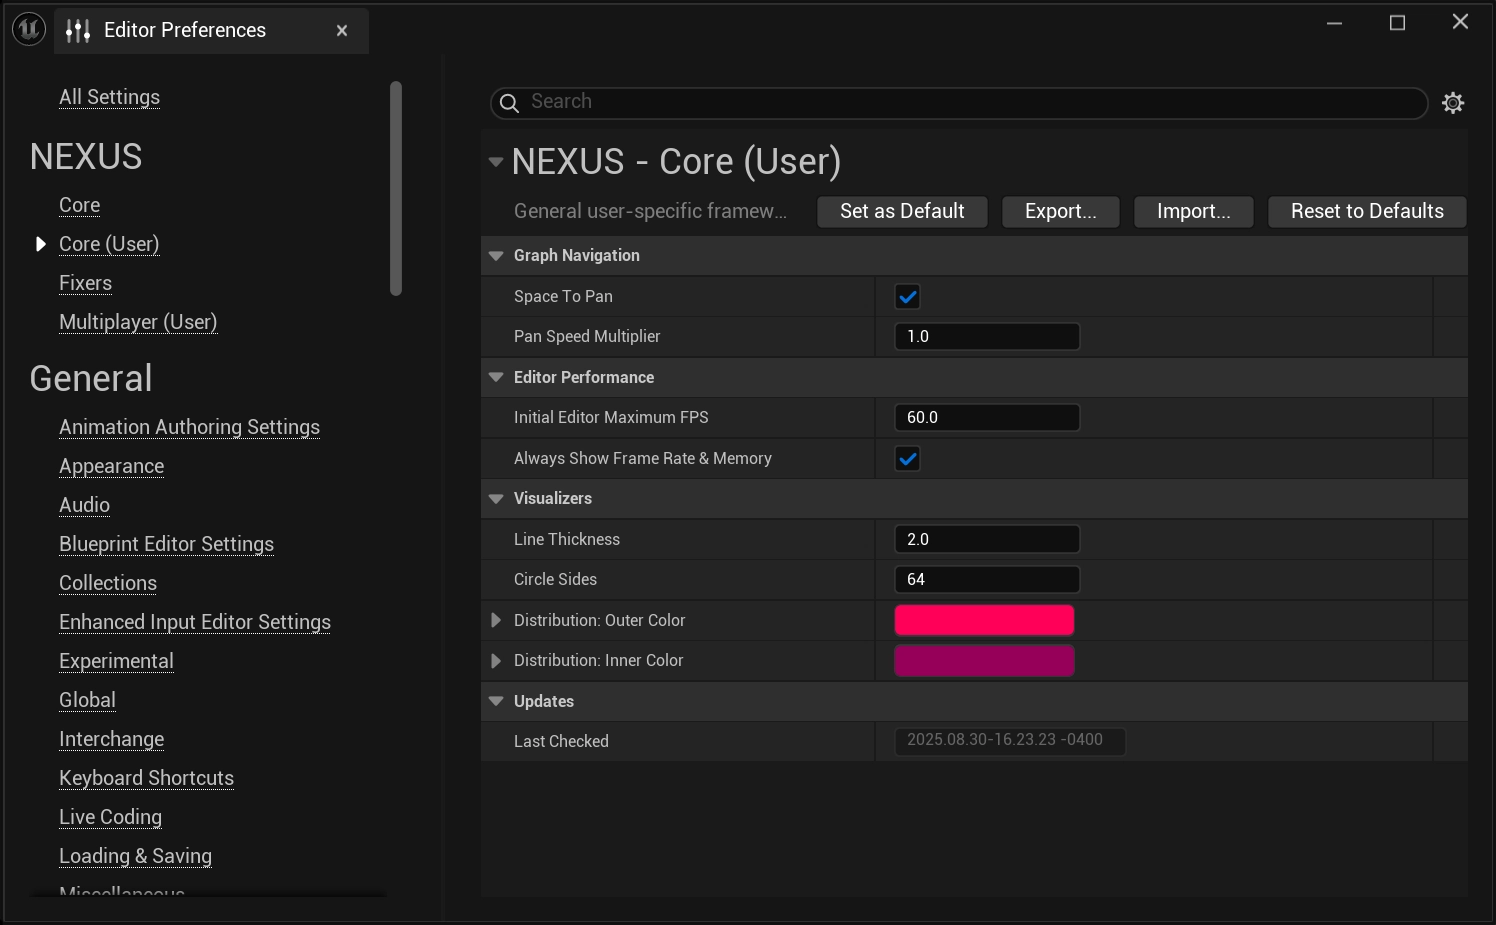 Editor Preferences
All Settings
NEXUS
Core
Core (User)
Fixers
Multiplayer (User)
General
Animation Authoring Settings
Appearance
Audio
Blueprint Editor Settings
Collections
Enhanced Input Editor Settings
Experimental
Global
Interchange
Keyboard Shortcuts
Live Coding
Loading & Saving
Miscellaneous
Search
NEXUS - Core (User)
General user-specific framew...
Set as Default
Export...
Import...
Reset to Defaults
Graph Navigation
Space To Pan
Pan Speed Multiplier
1.0
Editor Performance
Initial Editor Maximum FPS
60.0
Always Show Frame Rate & Memory
Visualizers
Line Thickness
2.0
Circle Sides
64
Distribution: Outer Color
Distribution: Inner Color
Updates
Last Checked
2025.08.30-16.23.23 -0400